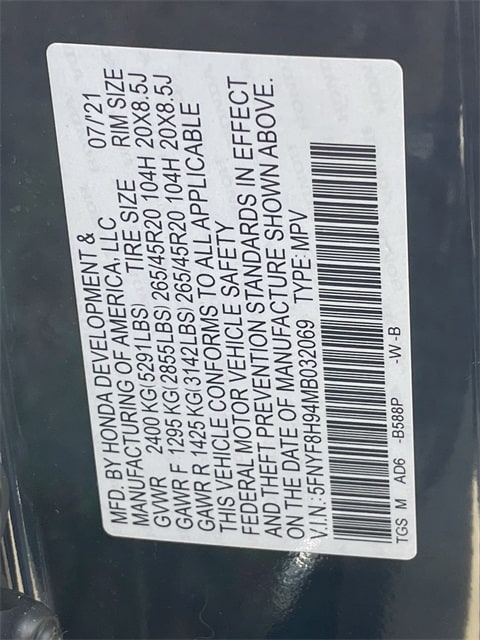 MFD. BY HONDA DEVELOPMENT & 07/'21
MANUFACTURING OF AMERICA, LLC
TIRE SIZE RIM SIZE
GVWR 2400 KG(5291LBS)
GAWR F 1295 KG(2855LBS) 265/45R20 104H 20X8.5J
GAWR R 1425 KG(3142LBS) 265/45R20 104H 20X8.5J
THIS VEHICLE CONFORMS TO ALL APPLICABLE
FEDERAL MOTOR VEHICLE SAFETY
AND THEFT PREVENTION STANDARDS IN EFFECT
ON THE DATE OF MANUFACTURE SHOWN ABOVE.
V.I.N.: 5FNYF8H94MB032069 TYPE: MPV
TGS M AD6 -B588P -W-B